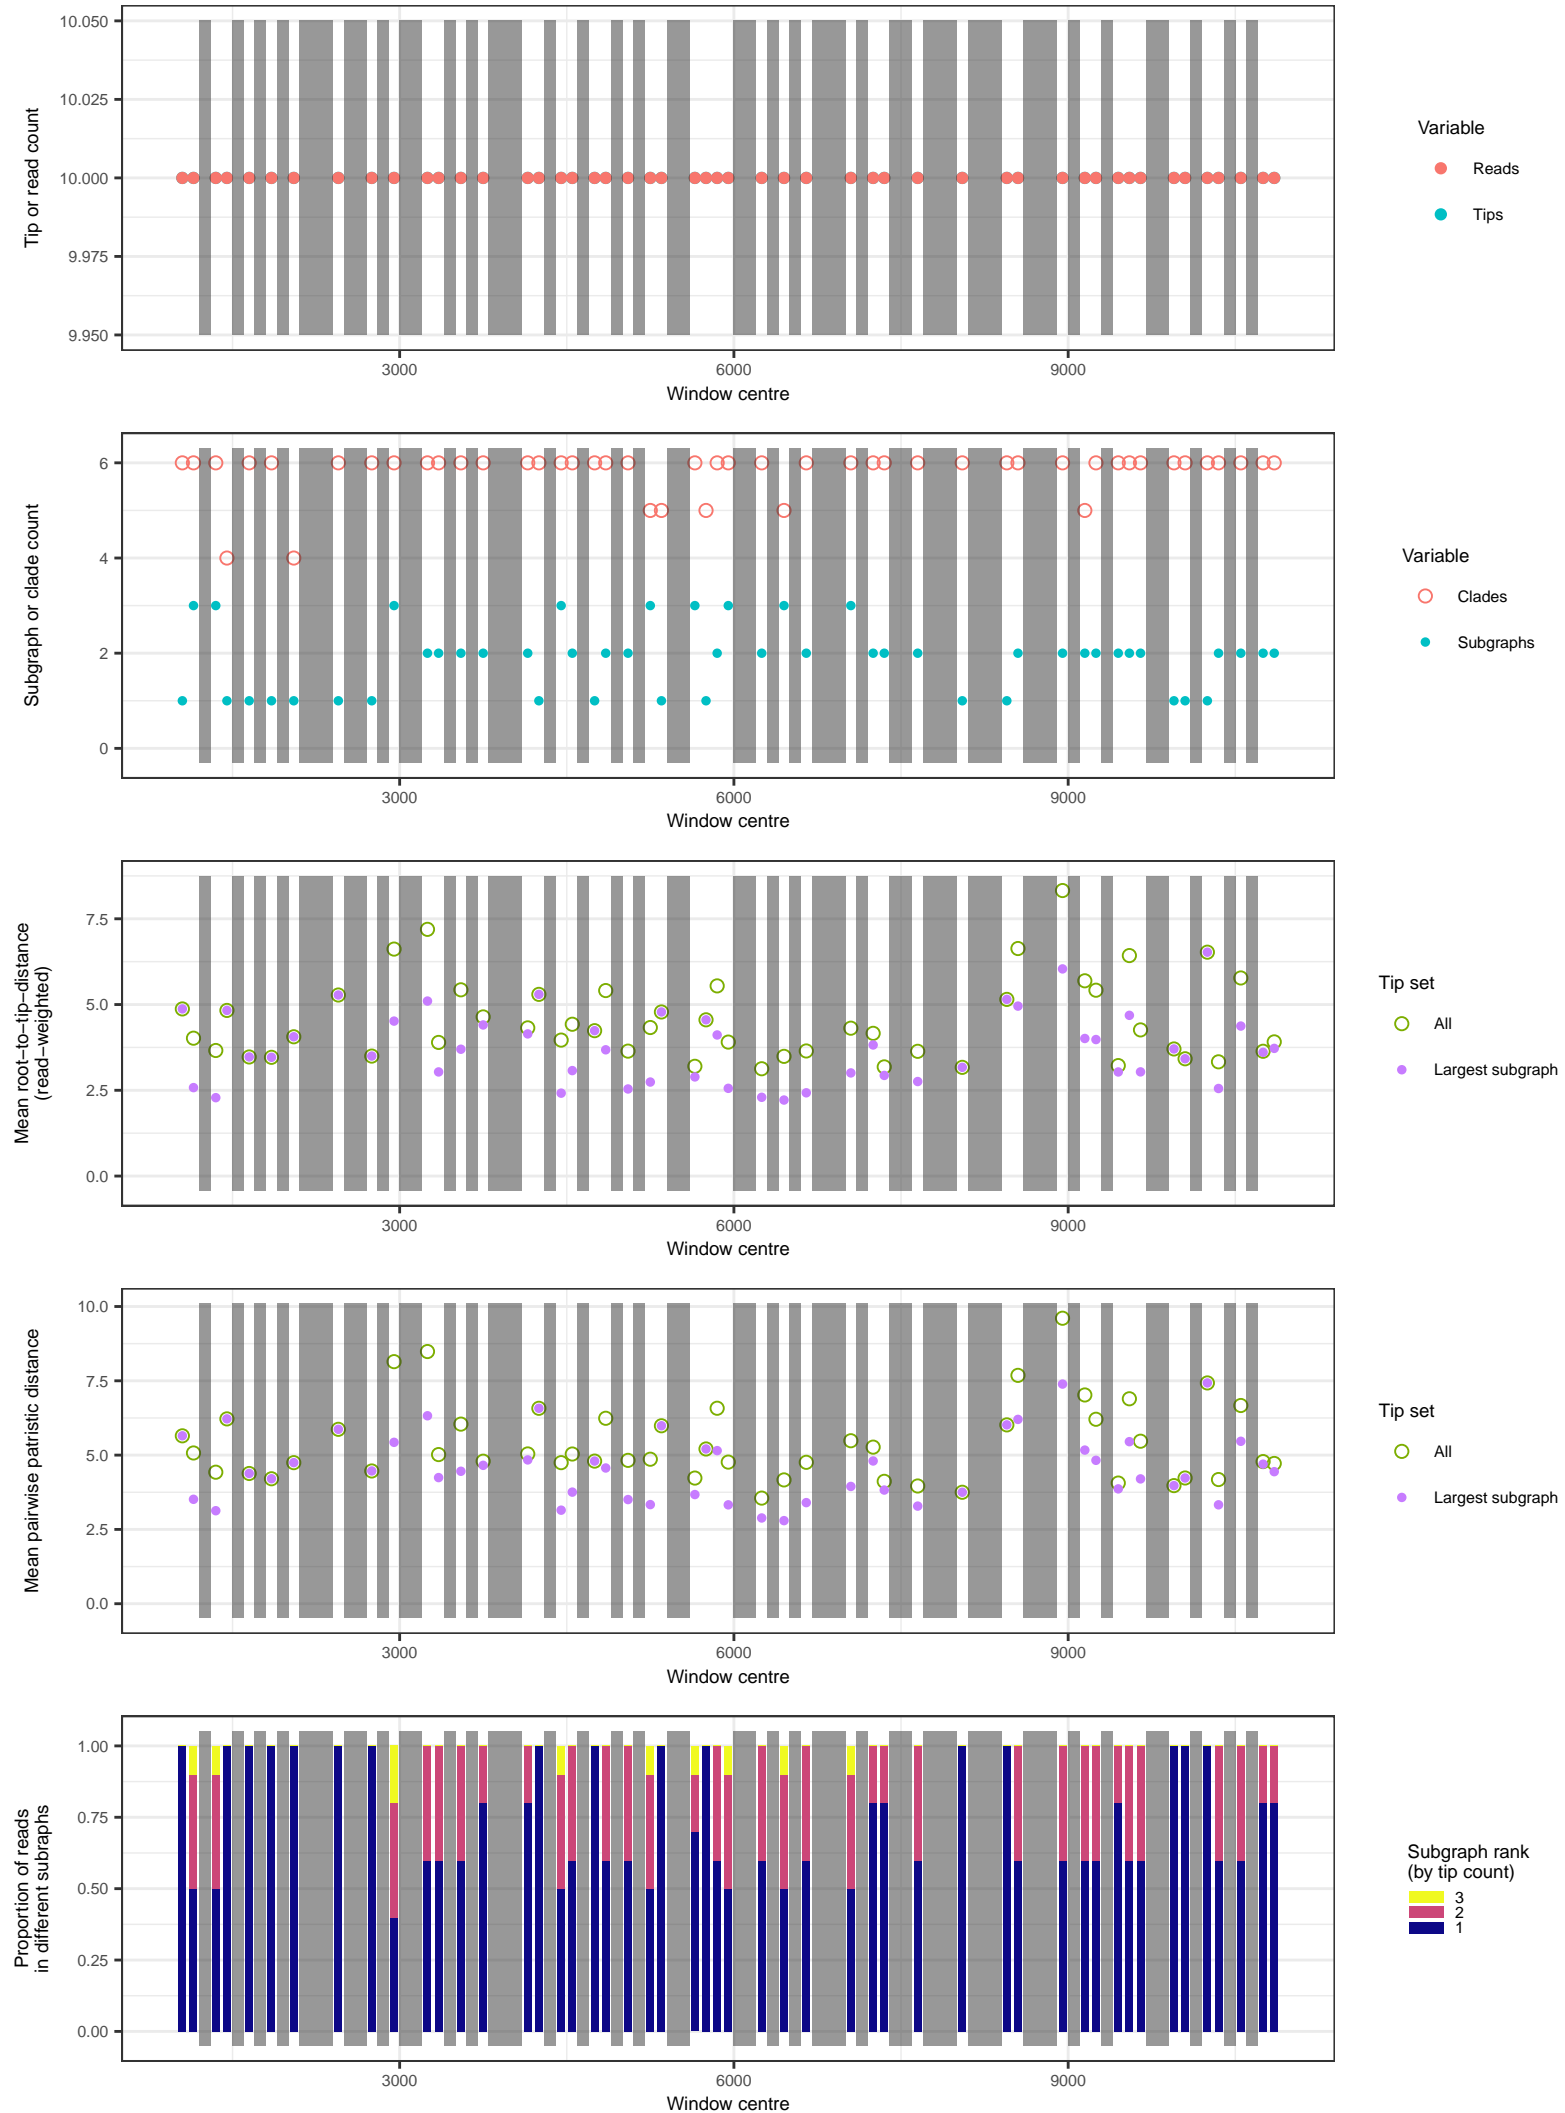 10.050
10.025
10.000
9.975
9.950
Tip or read count
3000
6000
9000
Window centre
Variable
Reads
Tips
6
4
2
0
Subgraph or clade count
3000
6000
9000
Window centre
Variable
Clades
Subgraphs
7.5
5.0
2.5
0.0
Mean root−to−tip−distance
(read−weighted)
3000
6000
9000
Window centre
Tip set
All
Largest subgraph
10.0
7.5
5.0
2.5
0.0
Mean pairwise patristic distance
3000
6000
9000
Window centre
Tip set
All
Largest subgraph
1.00
0.75
0.50
0.25
0.00
Proportion of reads
in different subraphs
3000
6000
9000
Window centre
Subgraph rank
(by tip count)
3
2
1